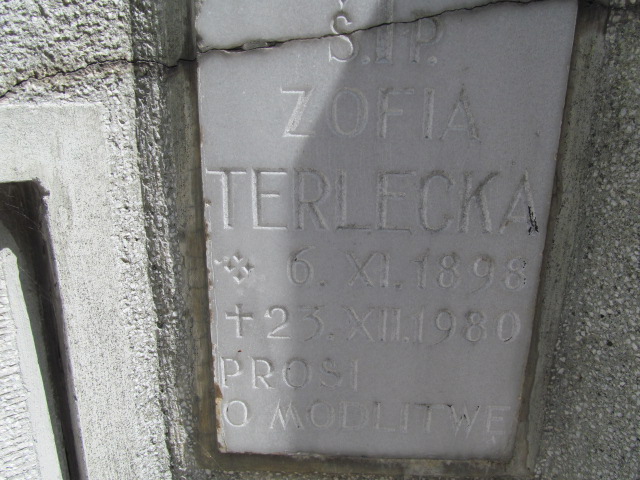 Ś.†P.
ZOFIA
TERLECKA
6. XI. 1898
† 23. XII. 1980
PROSI
O MODLITWĘ